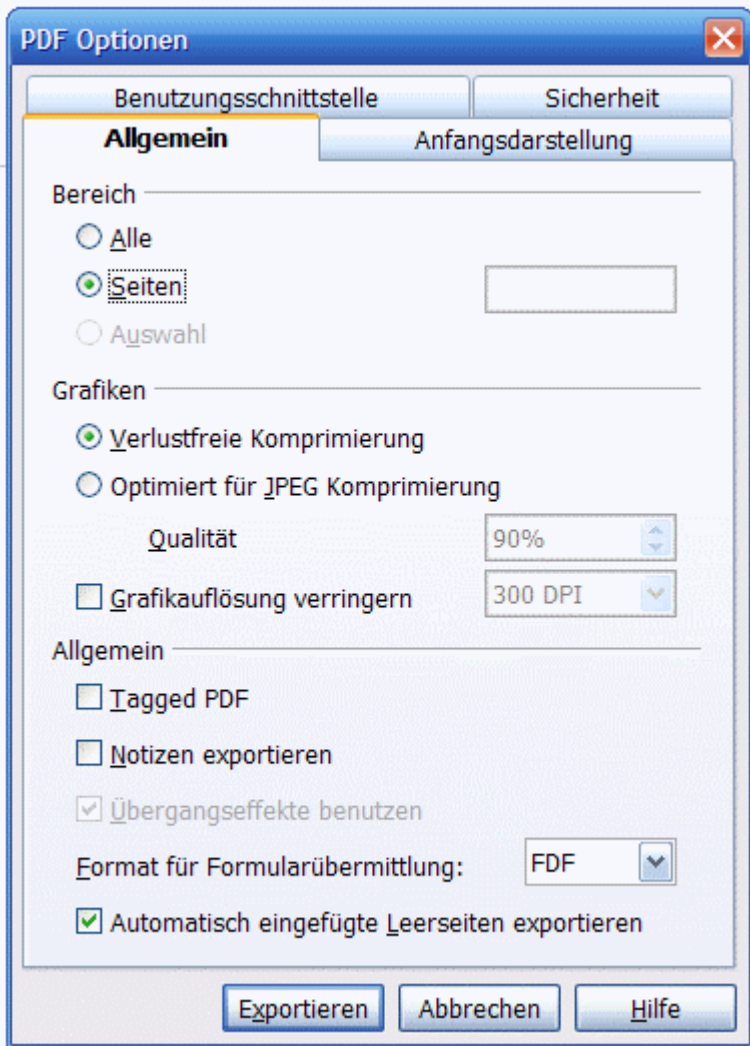 PDF Optionen
Benutzungsschnittstelle
Sicherheit
Allgemein
Anfangsdarstellung
Bereich
Alle
Seiten
Auswahl
Grafiken
Verlustfreie Komprimierung
Optimiert für JPEG Komprimierung
Qualität
90%
Grafikauflösung verringern
300 DPI
Allgemein
Tagged PDF
Notizen exportieren
Übergangseffekte benutzen
Format für Formularübermittlung:
FDF
Automatisch eingefügte Leerseiten exportieren
Exportieren
Abbrechen
Hilfe